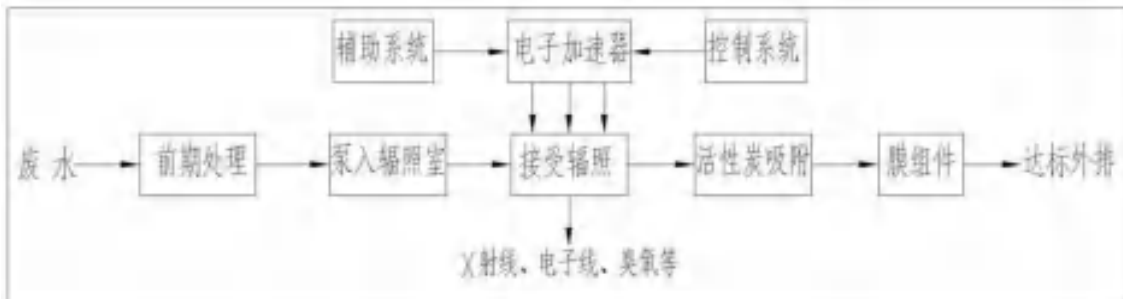 辅助系统 电子加速器 控制系统
废水 前期处理 泵入辐照室 接受辐照 活性炭吸附 膜组件 达标外排
X射线、电子线、臭氧等